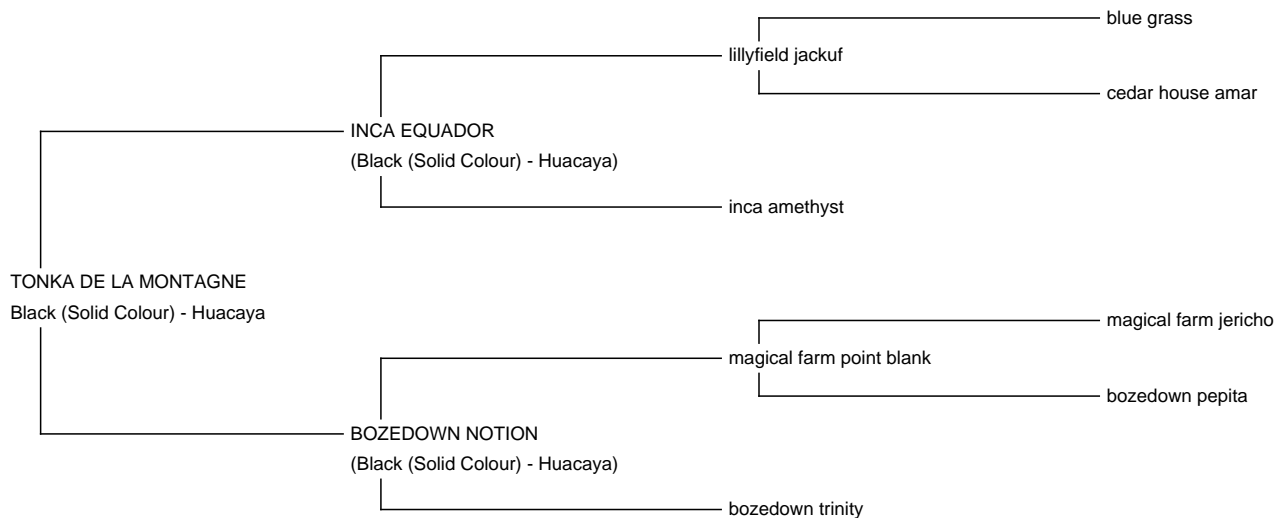 blue grass
lillyfield jackuf
cedar house amar
INCA EQUADOR
(Black (Solid Colour) - Huacaya)
inca amethyst
TONKA DE LA MONTAGNE
Black (Solid Colour) - Huacaya
magical farm jericho
magical farm point blank
bozedown pepita
BOZEDOWN NOTION
(Black (Solid Colour) - Huacaya)
bozedown trinity